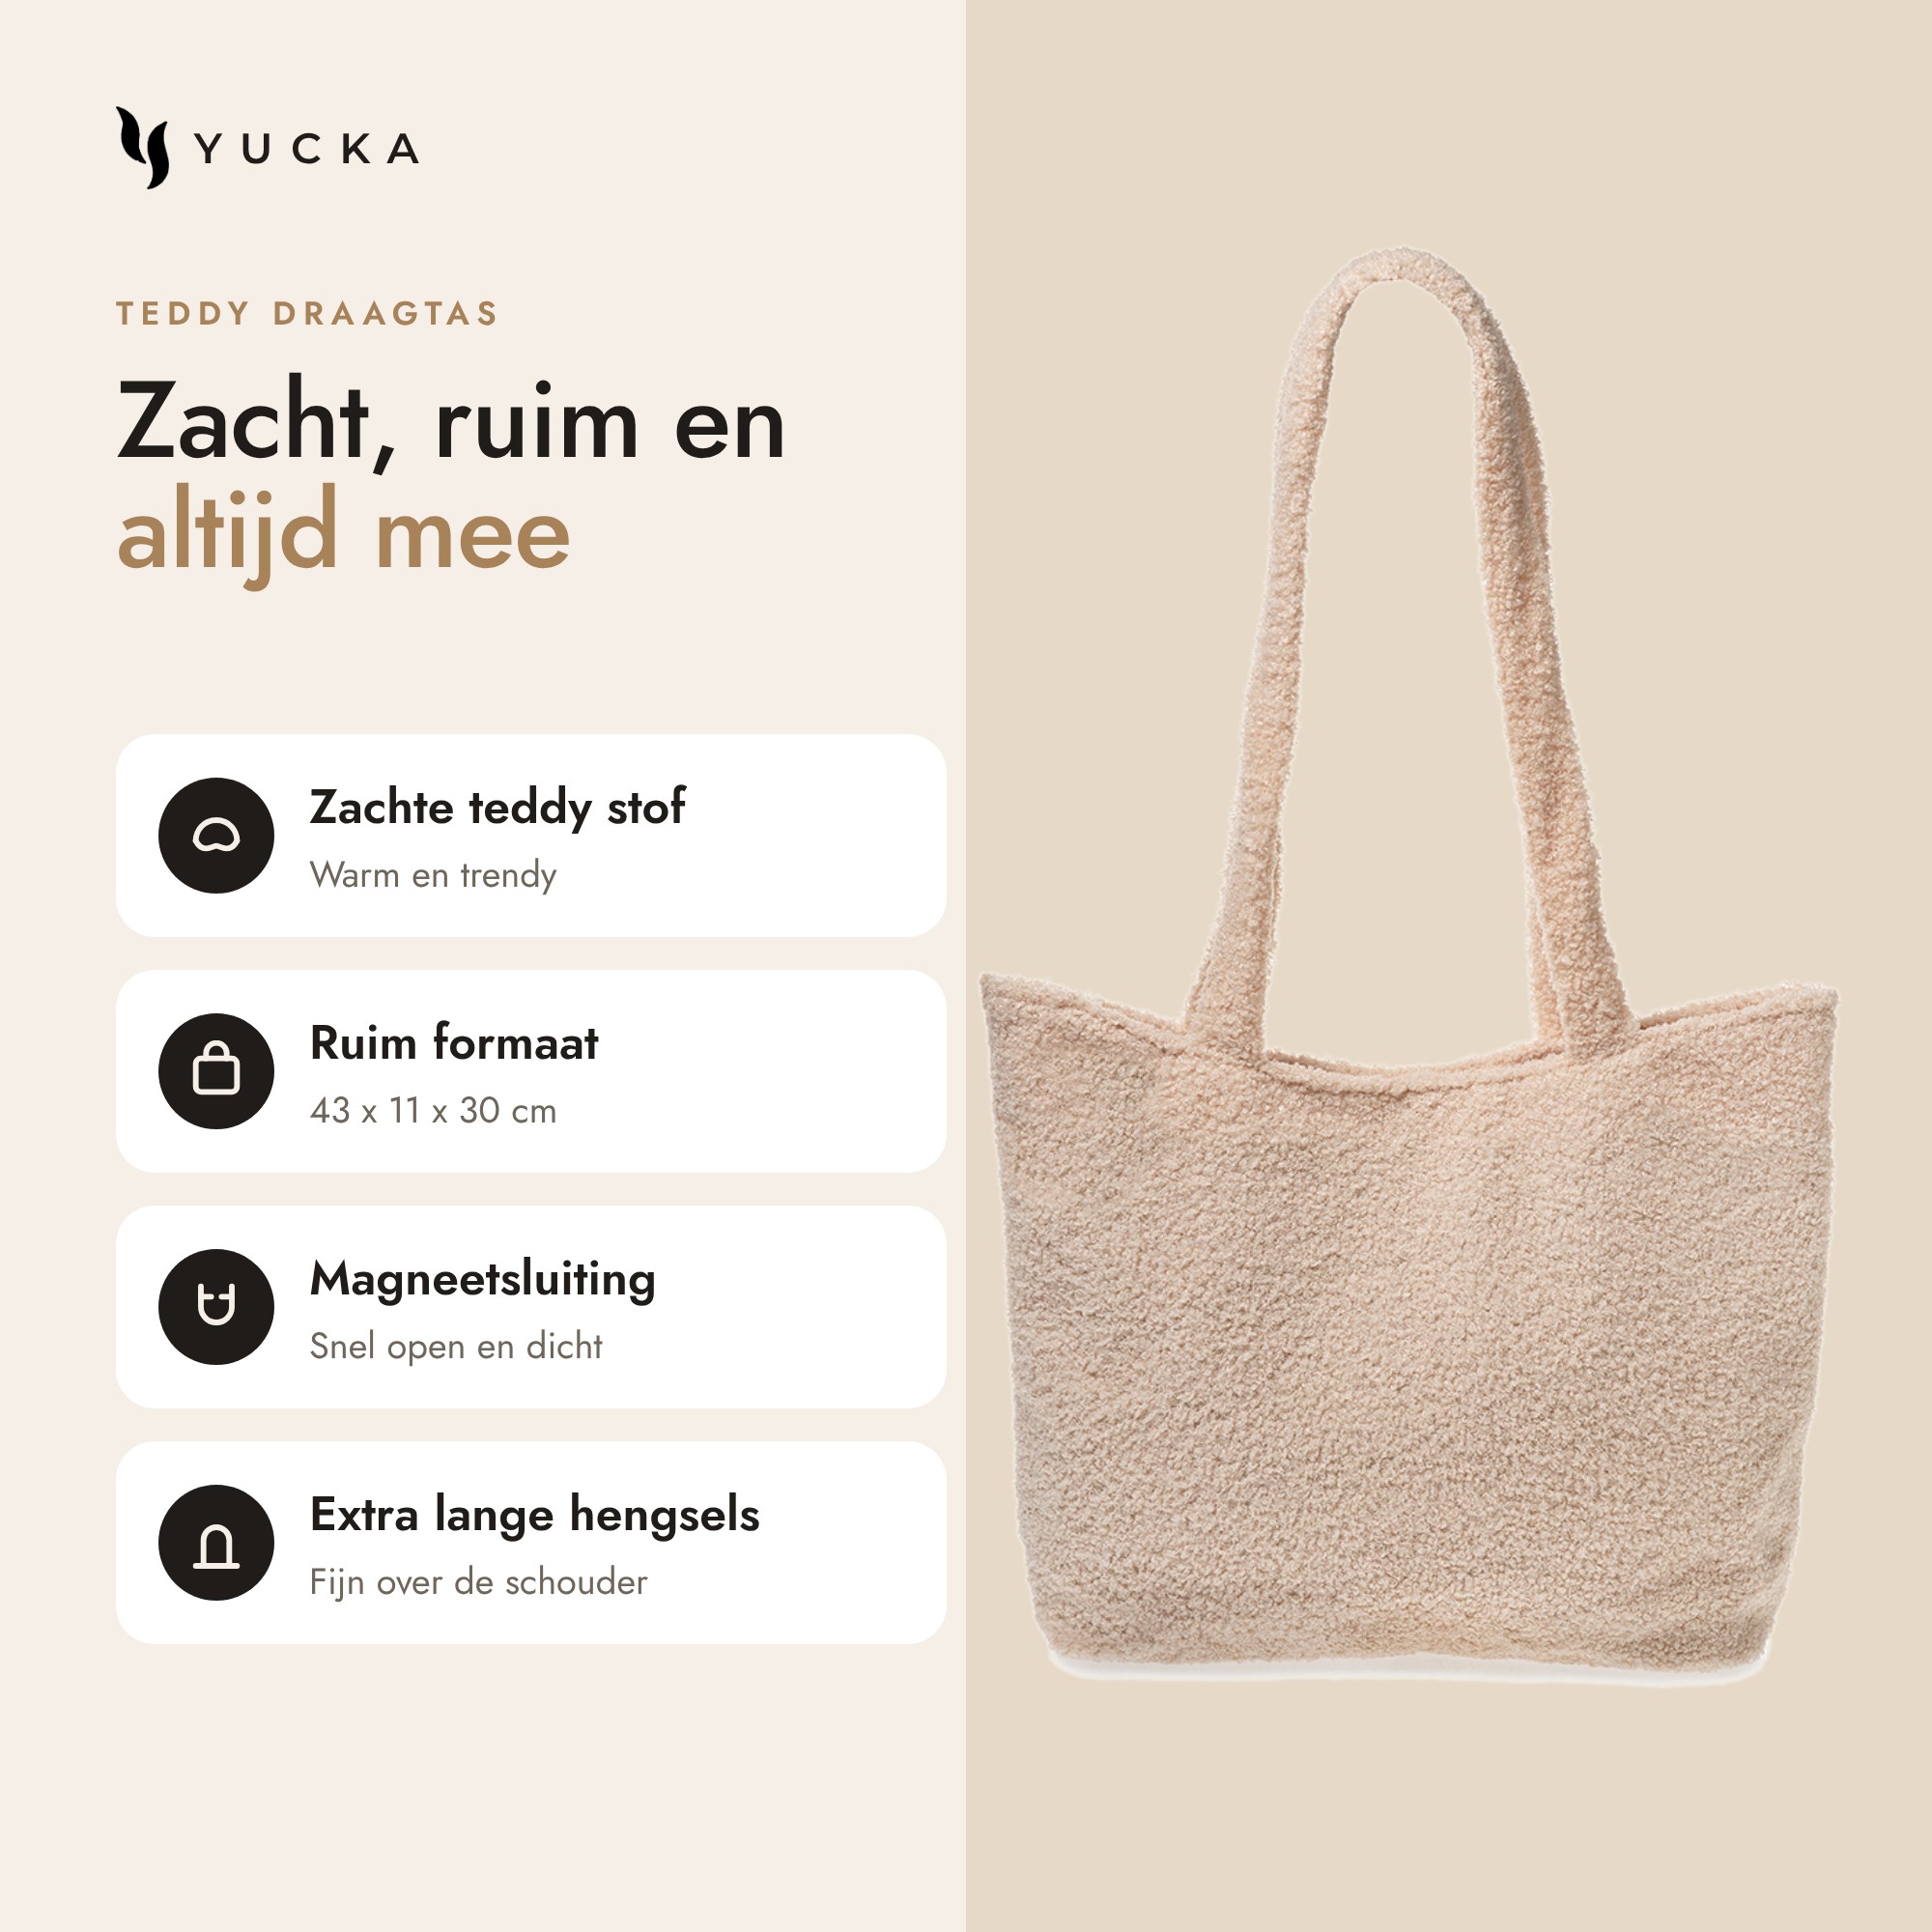 YUCKA
TEDDY DRAAGTAS
Zacht, ruim en
altijd mee
Zachte teddy stof
Warm en trendy
Ruim formaat
43 x 11 x 30 cm
Magneetsluiting
Snel open en dicht
Extra lange hengsels
Fijn over de schouder